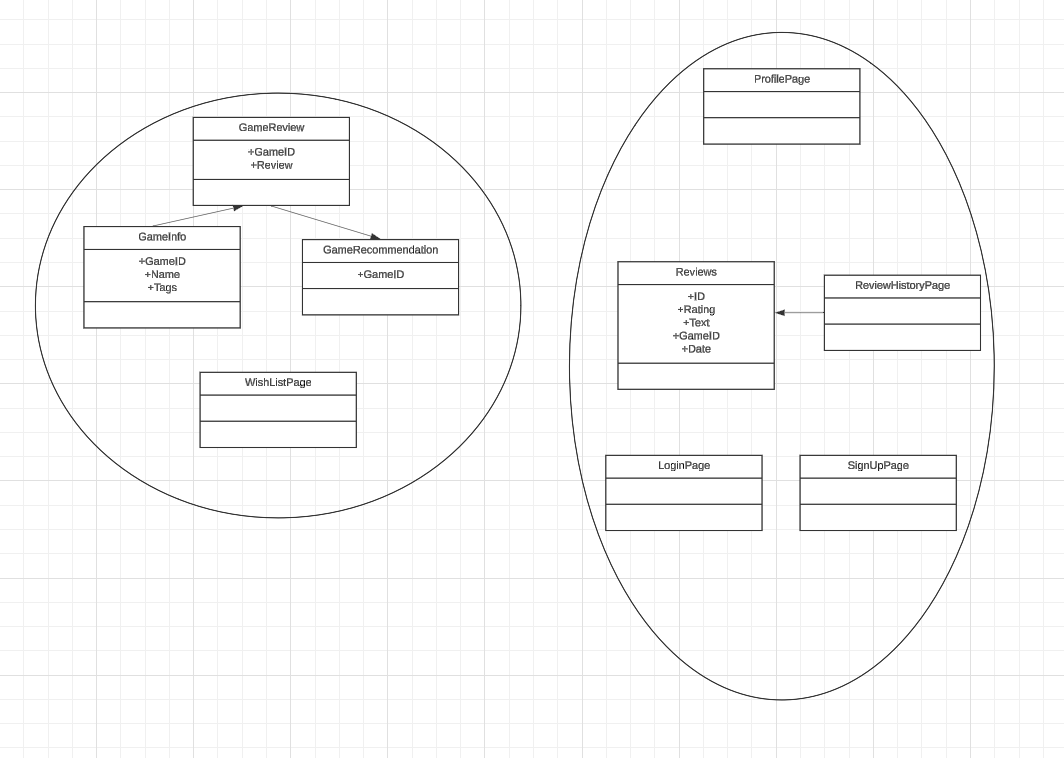 GameReview
+GameID
+Review
GameInfo
+GameID
+Name
+Tags
GameRecommendation
+GameID
WishListPage
ProfilePage
Reviews
+ID
+Rating
+Text
+GameID
+Date
ReviewHistoryPage
LoginPage
SignUpPage